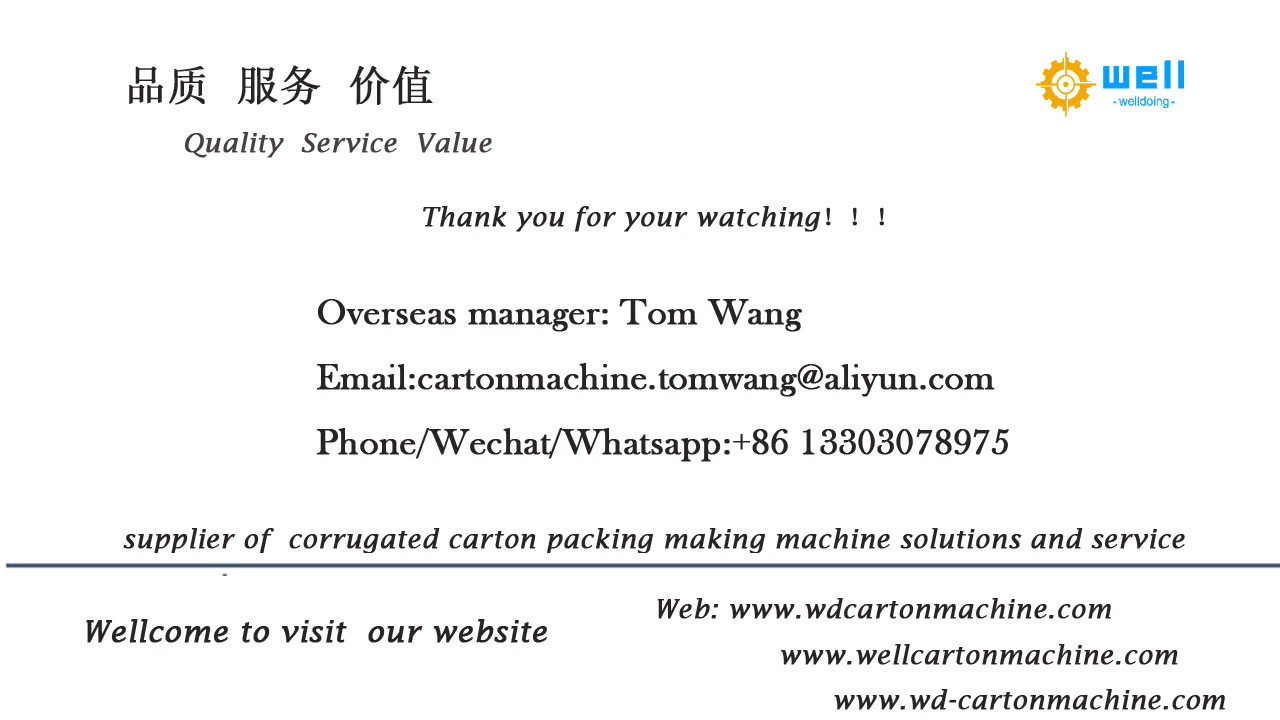 品质 服务 价值
well
-welldoing-
Quality Service Value
Thank you for your watching！！！
Overseas manager: Tom Wang
Email:cartonmachine.tomwang@aliyun.com
Phone/Wechat/Whatsapp:+86 13303078975
supplier of corrugated carton packing making machine solutions and service
Wellcome to visit our website
Web: www.wdcartonmachine.com
www.wellcartonmachine.com
www.wd-cartonmachine.com